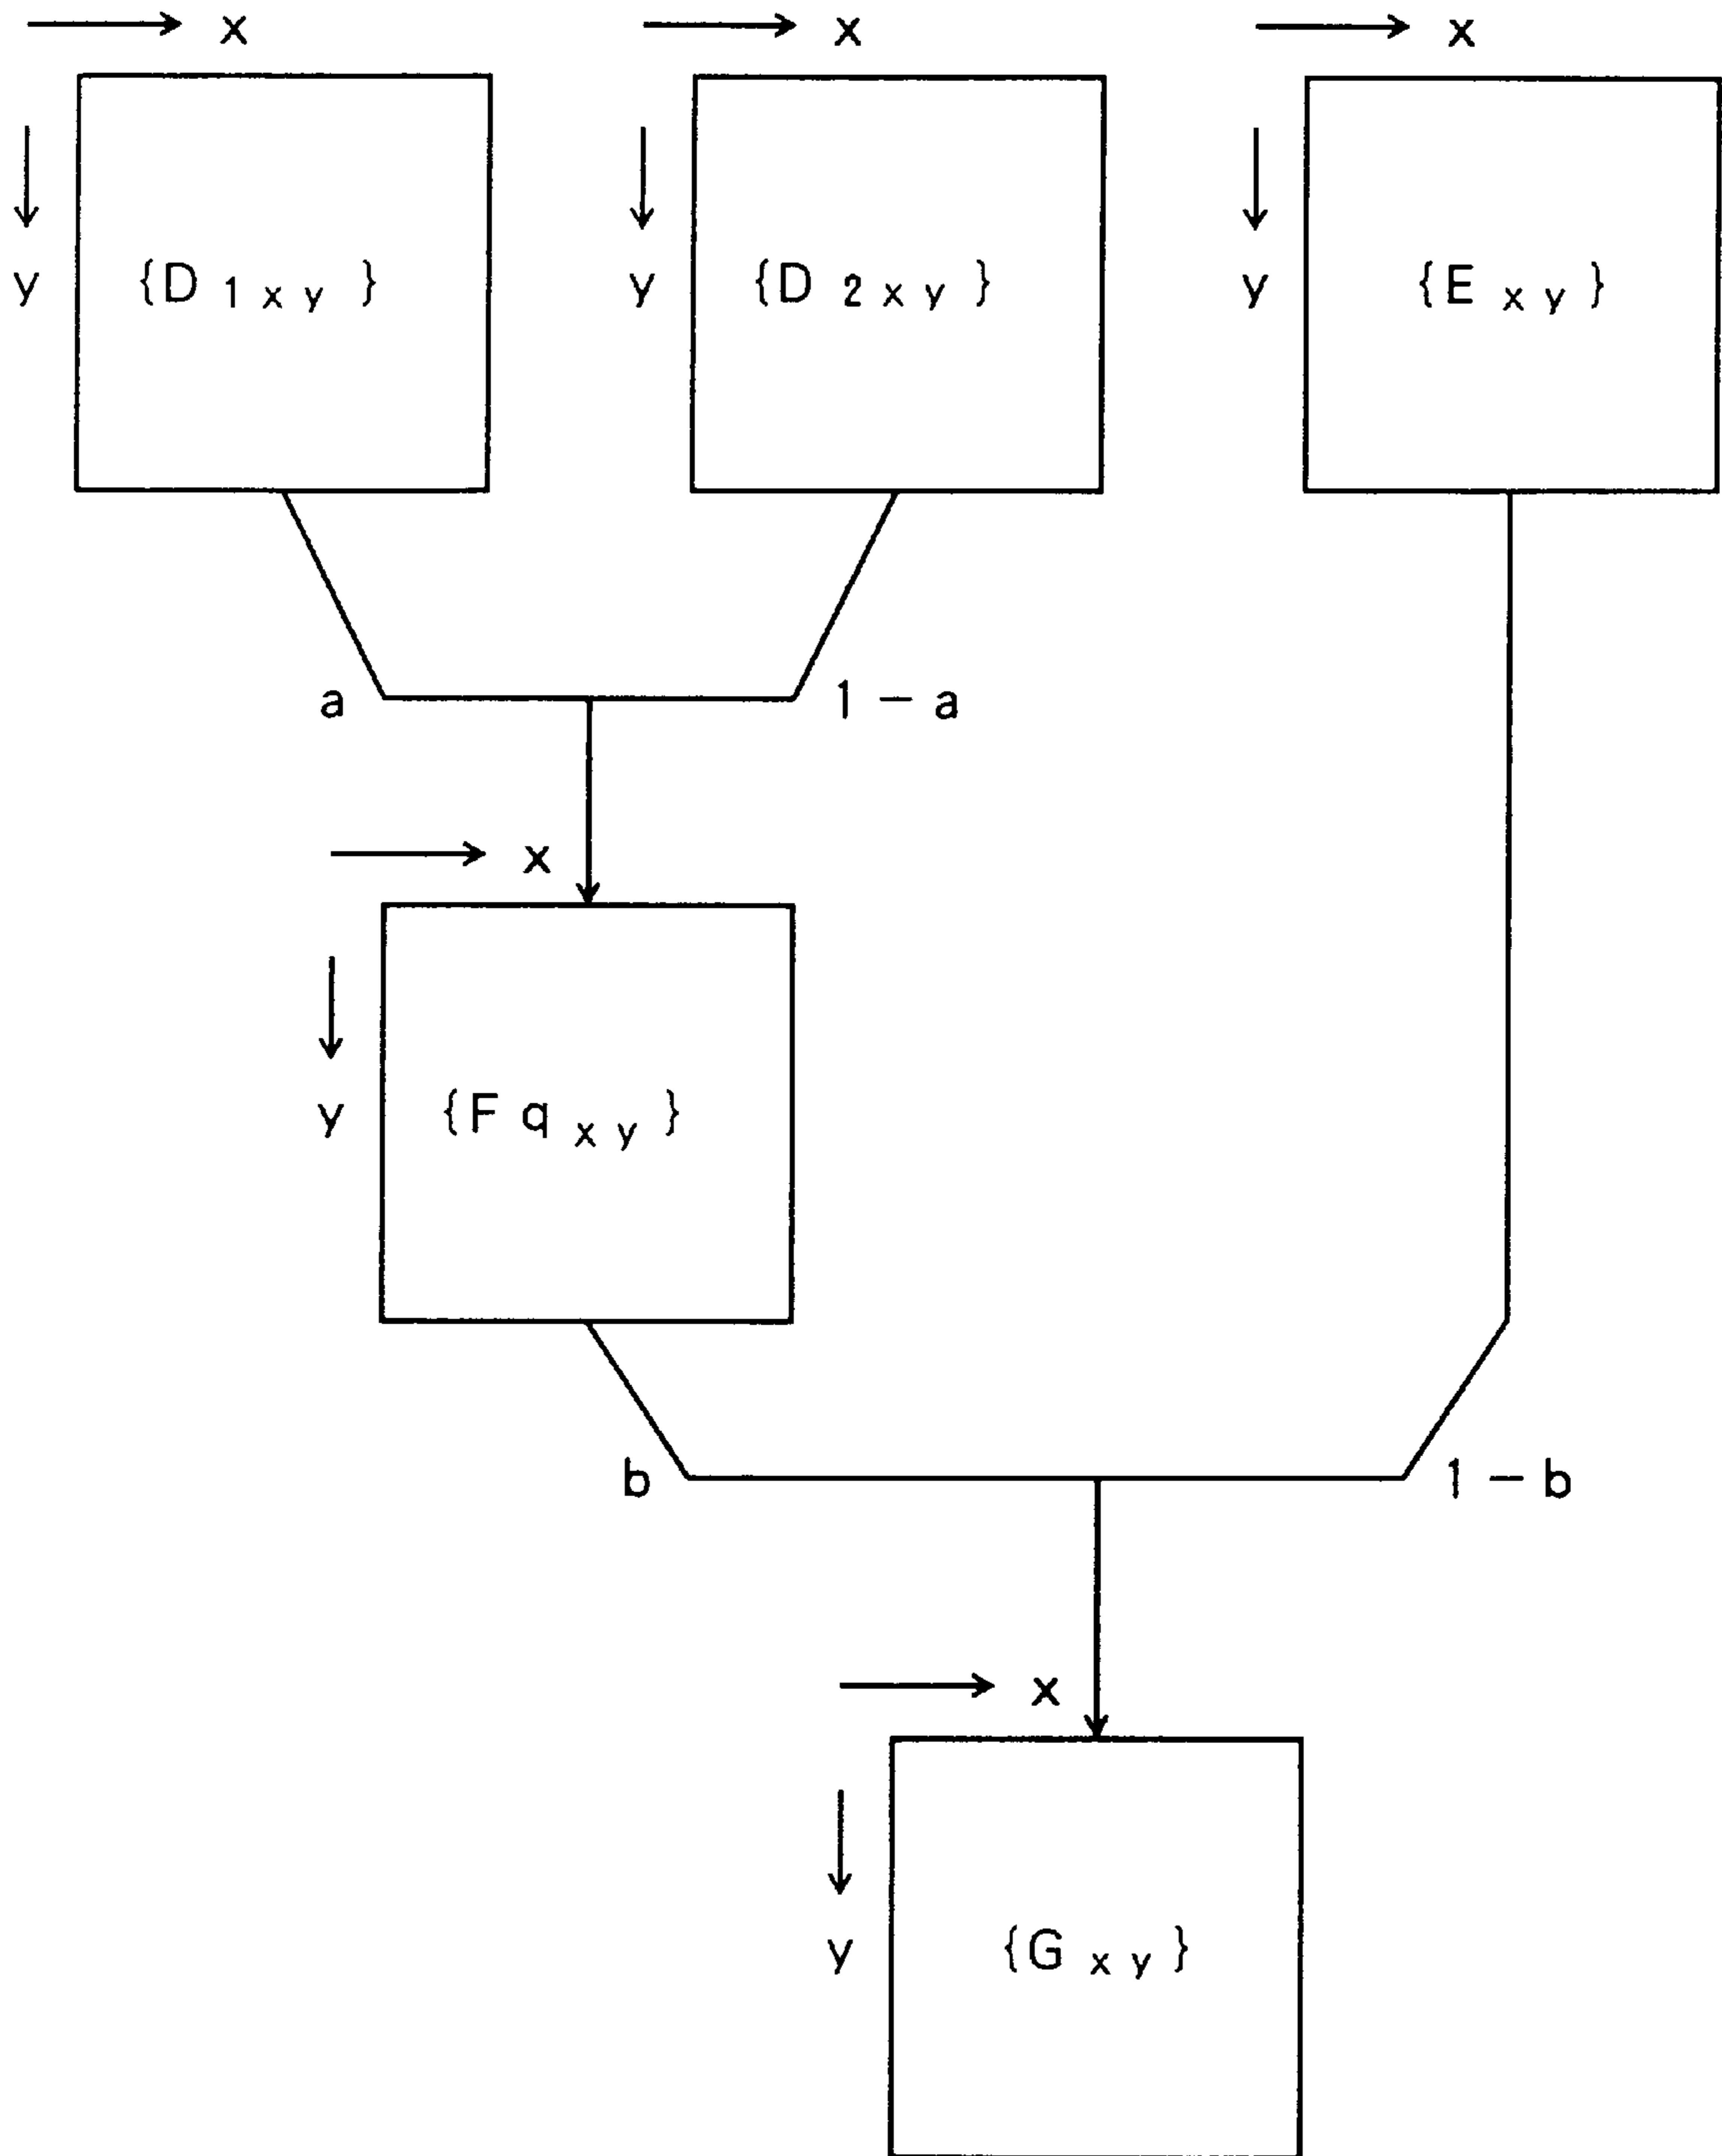 x x x
y {D 1 x y } y {D 2 x y } y {E x y }
a 1 − a
x
y {F q x y }
b 1 − b
x
y {G x y }